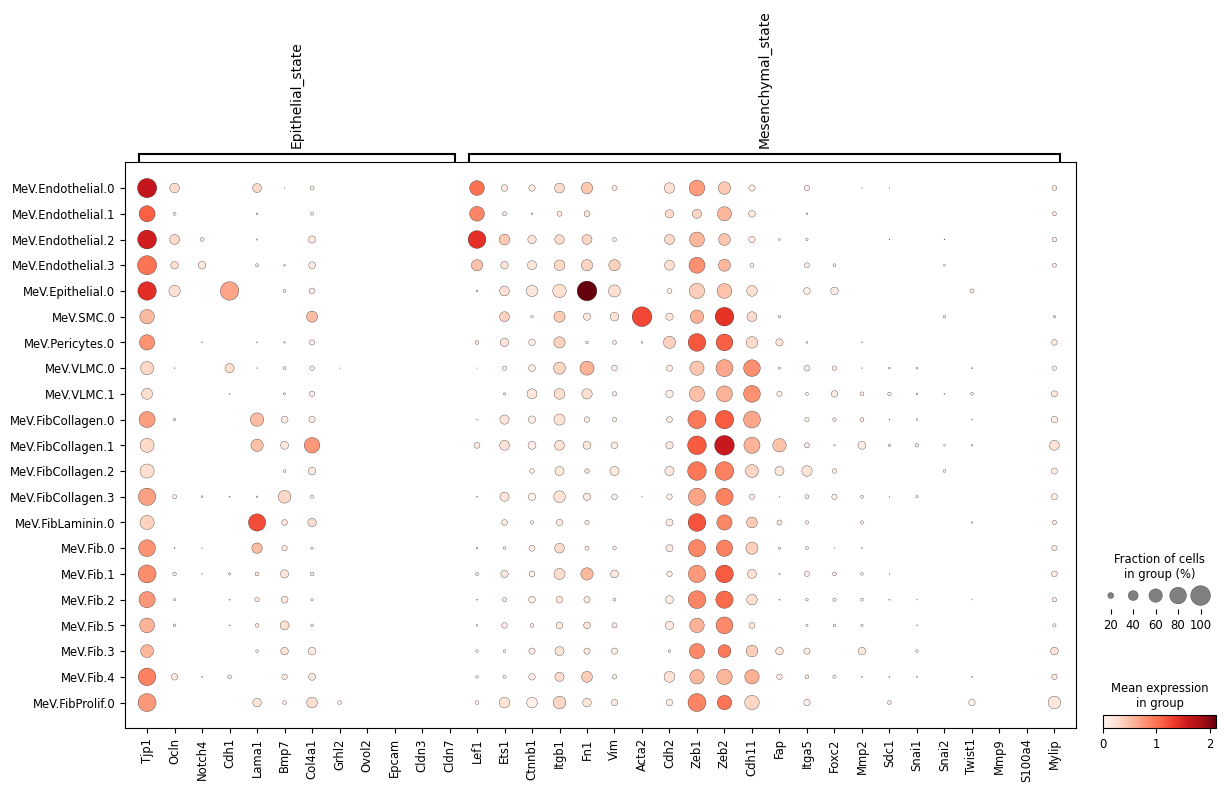 Epithelial_state
Mesenchymal_state
MeV.Endothelial.0
MeV.Endothelial.1
MeV.Endothelial.2
MeV.Endothelial.3
MeV.Epithelial.0
MeV.SMC.0
MeV.Pericytes.0
MeV.VLMC.0
MeV.VLMC.1
MeV.FibCollagen.0
MeV.FibCollagen.1
MeV.FibCollagen.2
MeV.FibCollagen.3
MeV.FibLaminin.0
MeV.Fib.0
MeV.Fib.1
MeV.Fib.2
MeV.Fib.5
MeV.Fib.3
MeV.Fib.4
MeV.FibProlif.0
Tjp1
Ocln
Notch4
Cdh1
Lama1
Bmp7
Col4a1
Grhl2
Ovol2
Epcam
Cldn3
Cldn7
Lef1
Ets1
Ctnnb1
Itgb1
Fn1
Vim
Acta2
Cdh2
Zeb1
Zeb2
Cdh11
Fap
Itga5
Foxc2
Mmp2
Sdc1
Snai1
Snai2
Twist1
Mmp9
S100a4
Mylip
Fraction of cells
in group (%)
20 40 60 80 100
Mean expression
in group
0 1 2